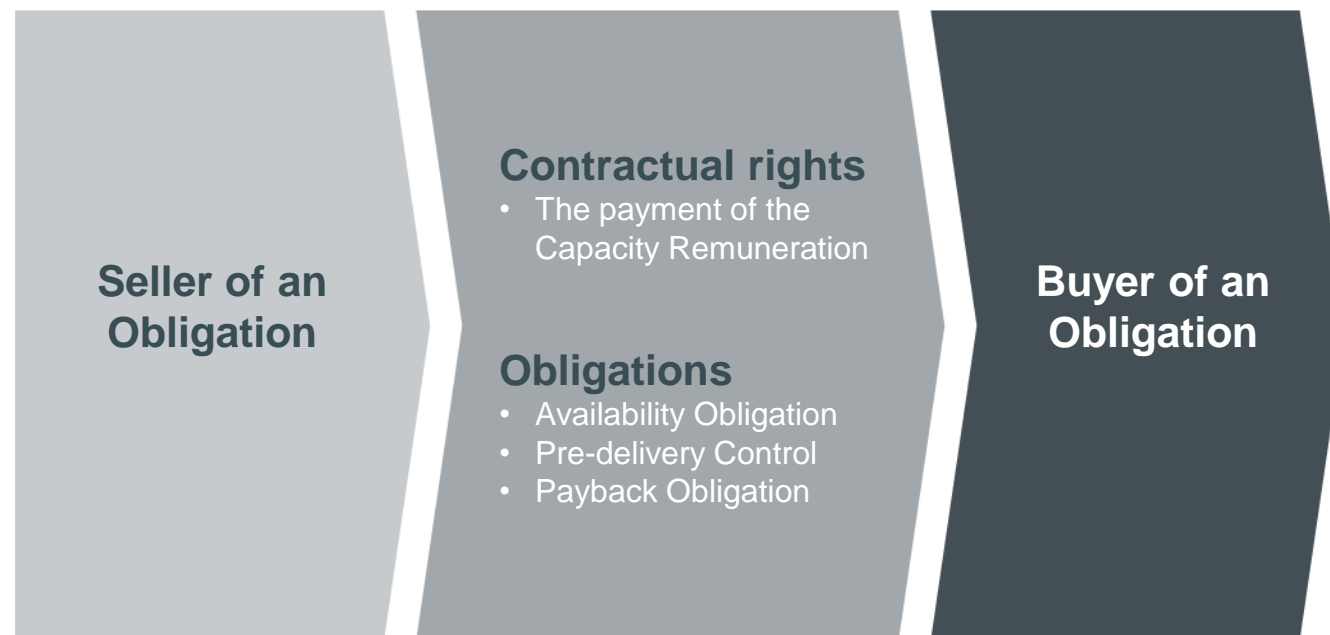 Seller of an
Obligation
Contractual rights
• The payment of the
Capacity Remuneration
Obligations
• Availability Obligation
• Pre-delivery Control
• Payback Obligation
Buyer of an
Obligation